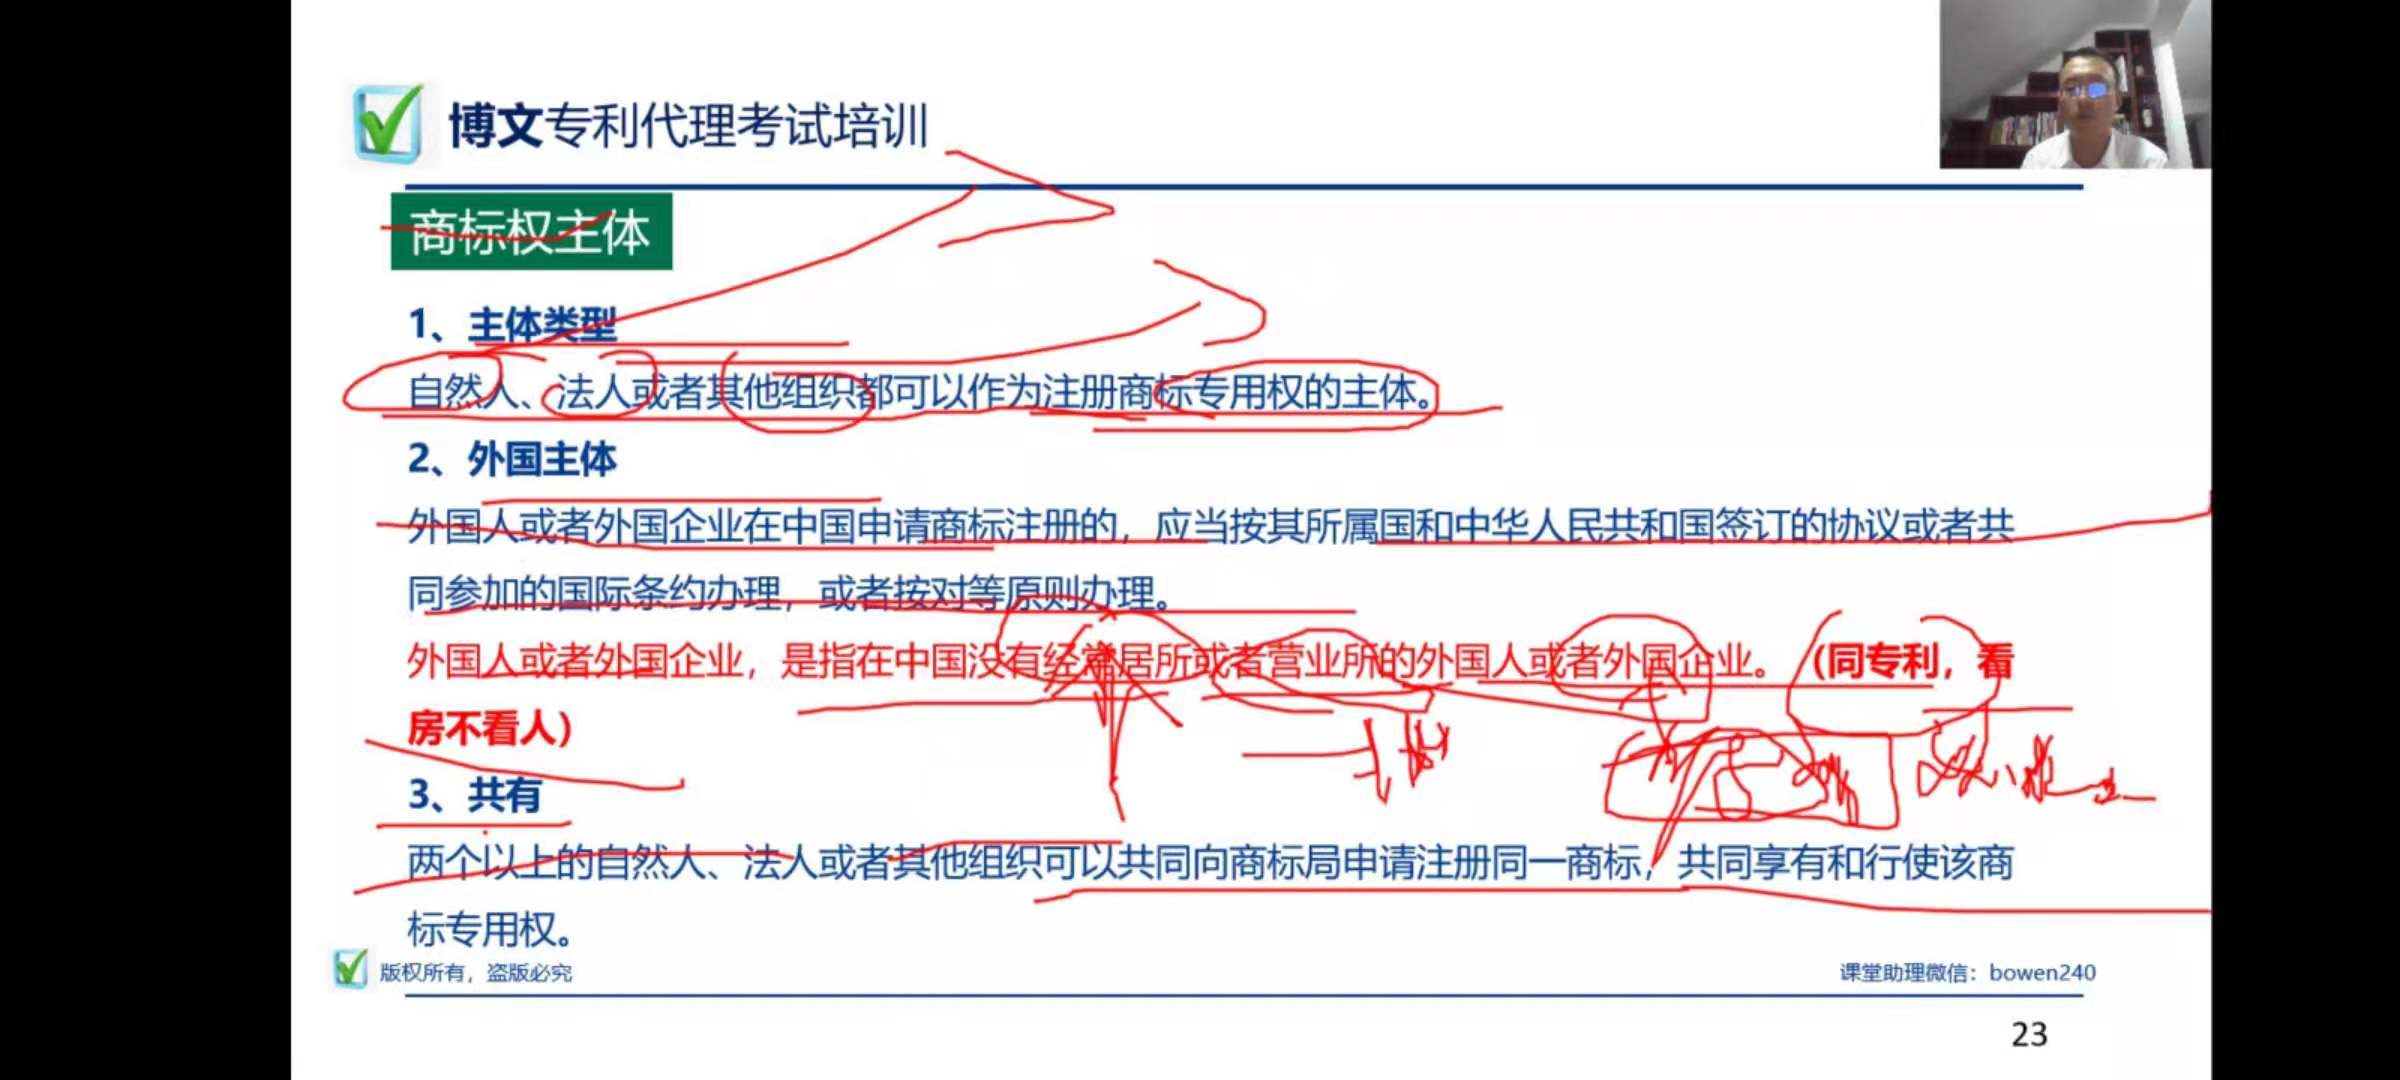 博文专利代理考试培训
商标权主体
1、主体类型
自然人、法人或者其他组织都可以作为注册商标专用权的主体。
2、外国主体
外国人或者外国企业在中国申请商标注册的，应当按其所属国和中华人民共和国签订的协议或者共
同参加的国际条约办理，或者按对等原则办理。
外国人或者外国企业，是指在中国没有经常居所或者营业所的外国人或者外国企业。（同专利，看
房不看人）
3、共有
两个以上的自然人、法人或者其他组织可以共同向商标局申请注册同一商标，共同享有和行使该商
标专用权。
版权所有，盗版必究
课堂助理微信：bowen240
23